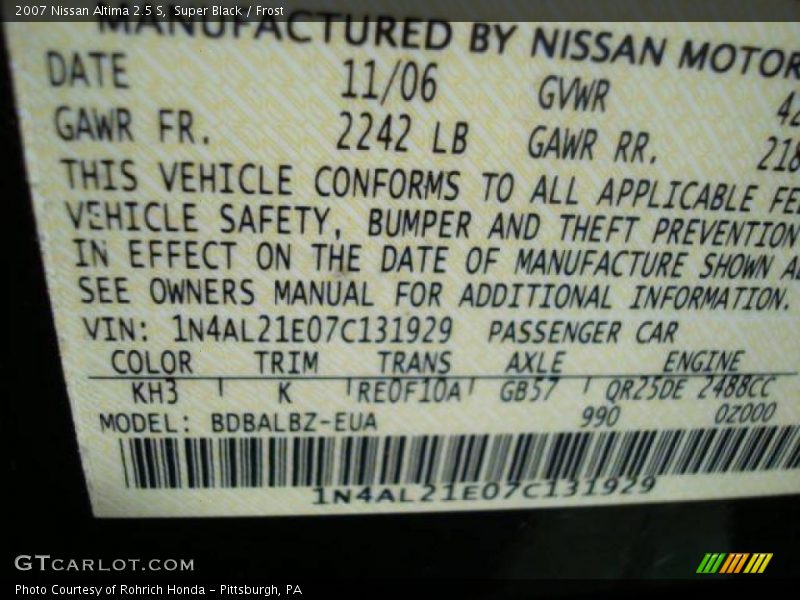 2007 Nissan Altima 2.5 S, Super Black / Frost
MANUFACTURED BY NISSAN MOTOR
DATE 11/06 GVWR
GAWR FR. 2242 LB GAWR RR. 218
THIS VEHICLE CONFORMS TO ALL APPLICABLE FE
VEHICLE SAFETY, BUMPER AND THEFT PREVENTION
IN EFFECT ON THE DATE OF MANUFACTURE SHOWN A
SEE OWNERS MANUAL FOR ADDITIONAL INFORMATION.
VIN: 1N4AL21E07C131929 PASSENGER CAR
COLOR TRIM TRANS AXLE ENGINE
KH3 K RE0F10A GB57 QR25DE 2488CC
MODEL: BDBALBZ-EUA 990 0Z000
1N4AL21E07C131929
GTCARLOT.COM
Photo Courtesy of Rohrich Honda - Pittsburgh, PA